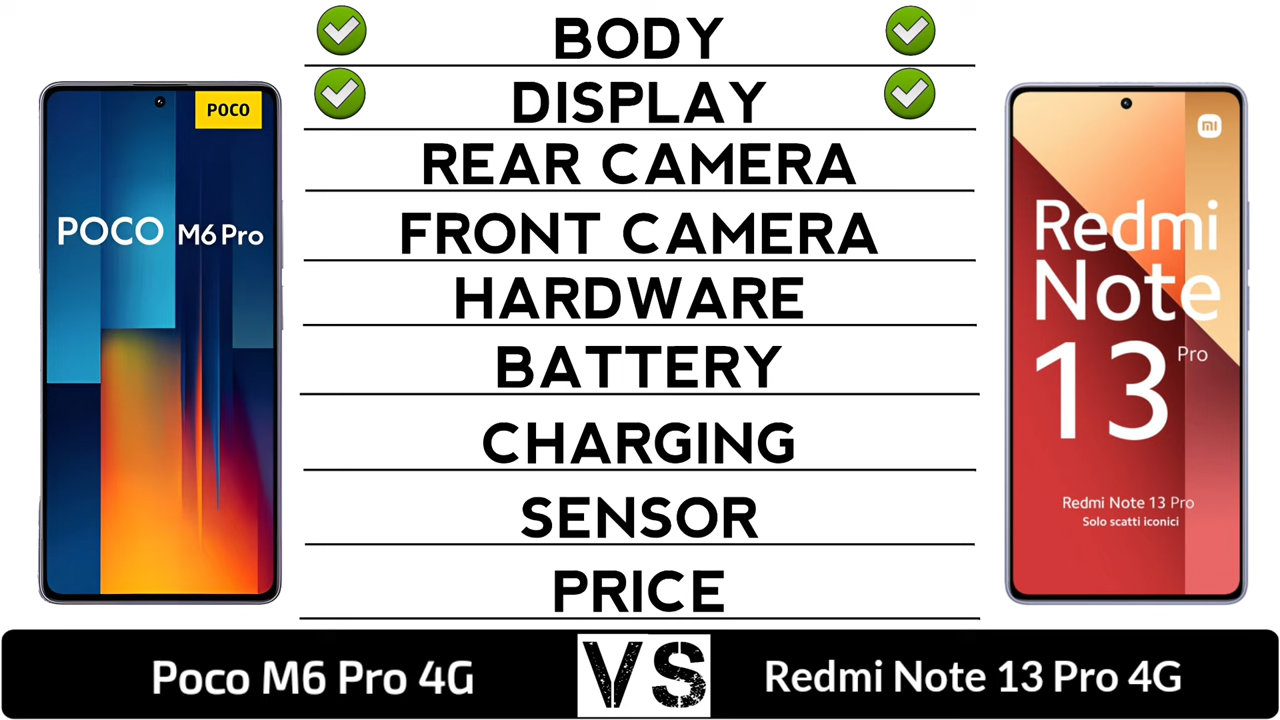 BODY
DISPLAY
REAR CAMERA
FRONT CAMERA
HARDWARE
BATTERY
CHARGING
SENSOR
PRICE
POCO
POCO M6 Pro
mi
Redmi
Note
13 Pro
Redmi Note 13 Pro
Solo scatti iconici
Poco M6 Pro 4G
VS
Redmi Note 13 Pro 4G